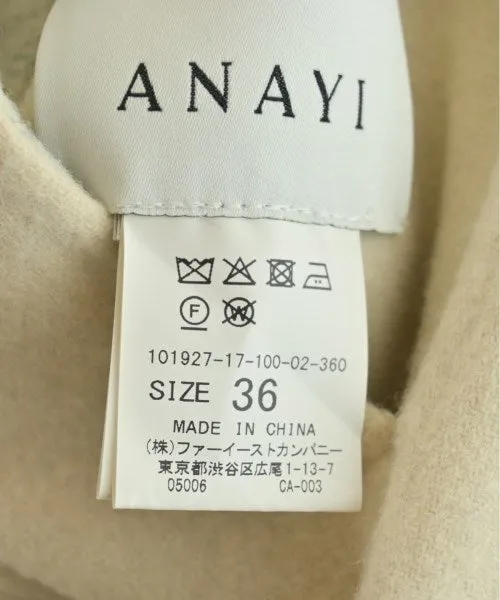 ANAYI
F W
101927-17-100-02-360
SIZE 36
MADE IN CHINA
(株)ファーイーストカンパニー
東京都渋谷区広尾1-13-7
05006 CA-003